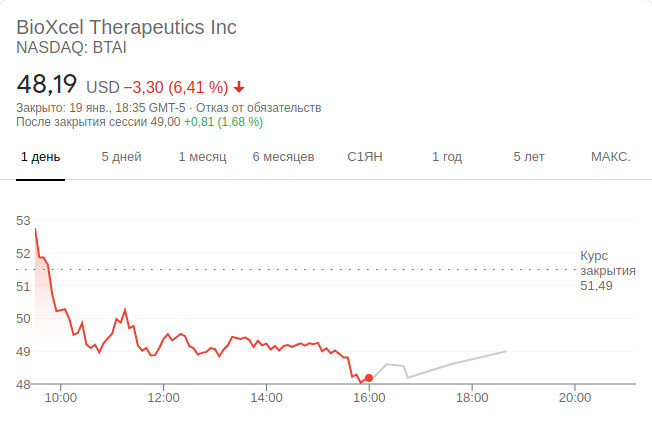 BioXcel Therapeutics Inc
NASDAQ: BTAI
48,19 USD −3,30 (6,41 %)
Закрыто: 19 янв., 18:35 GMT-5 · Отказ от обязательств
После закрытия сессии 49,00 +0,81 (1,68 %)
1 день 5 дней 1 месяц 6 месяцев С1ЯН 1 год 5 лет МАКС.
53
52
51
50
49
48
Курс
закрытия
51,49
10:00 12:00 14:00 16:00 18:00 20:00